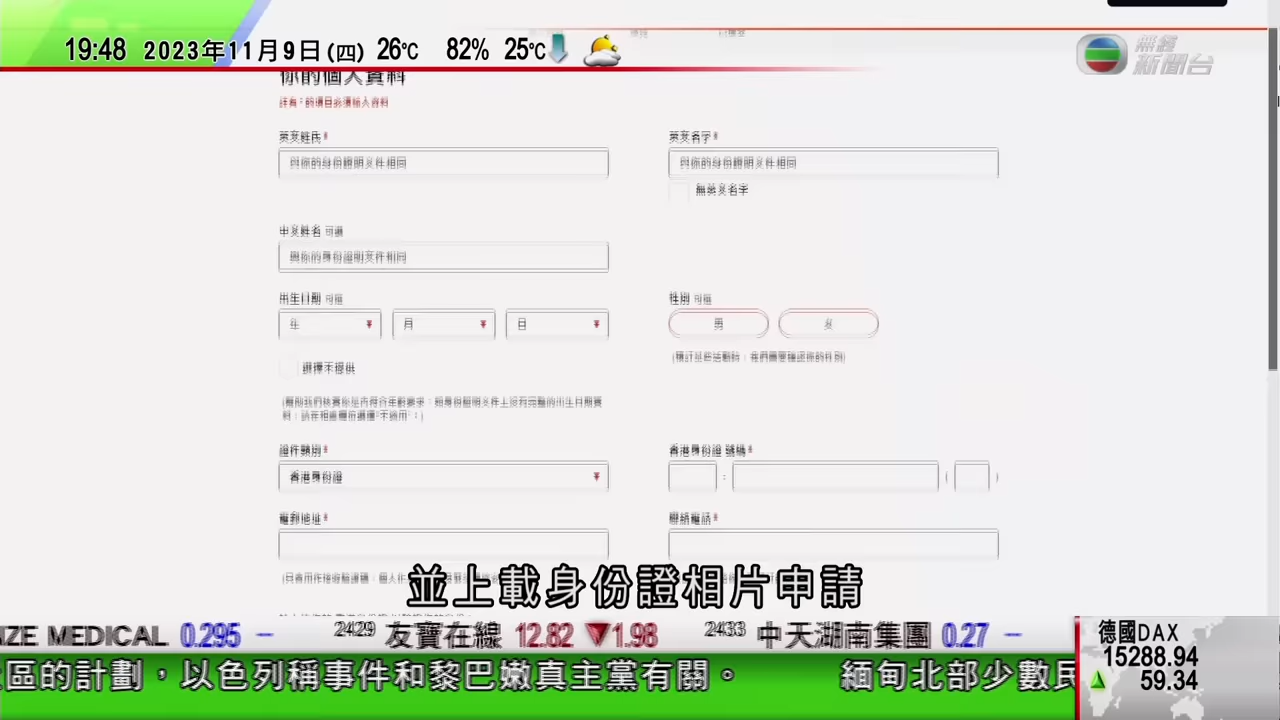 19:48 2023年11月9日(四) 26℃ 82% 25℃
無綫
新聞台
你的個人資料
註有*的項目必須輸入資料
英文姓氏*
英文名字*
與你的身份證明文件相同
與你的身份證明文件相同
無英文名字
中文姓名 可選
與你的身份證明文件相同
出生日期 可選
性別 可選
年
月
日
男
女
選擇不提供
證件類別*
香港身份證 號碼*
香港身份證
電郵地址*
聯絡電話*
並上載身份證相片申請
AZE MEDICAL 0.295 – 2429 友寶在線 12.82 ▼1.98 2433 中天湖南集團 0.27 –
區的計劃，以色列稱事件和黎巴嫩真主黨有關。 緬甸北部少數民
德國DAX
15288.94
▲ 59.34